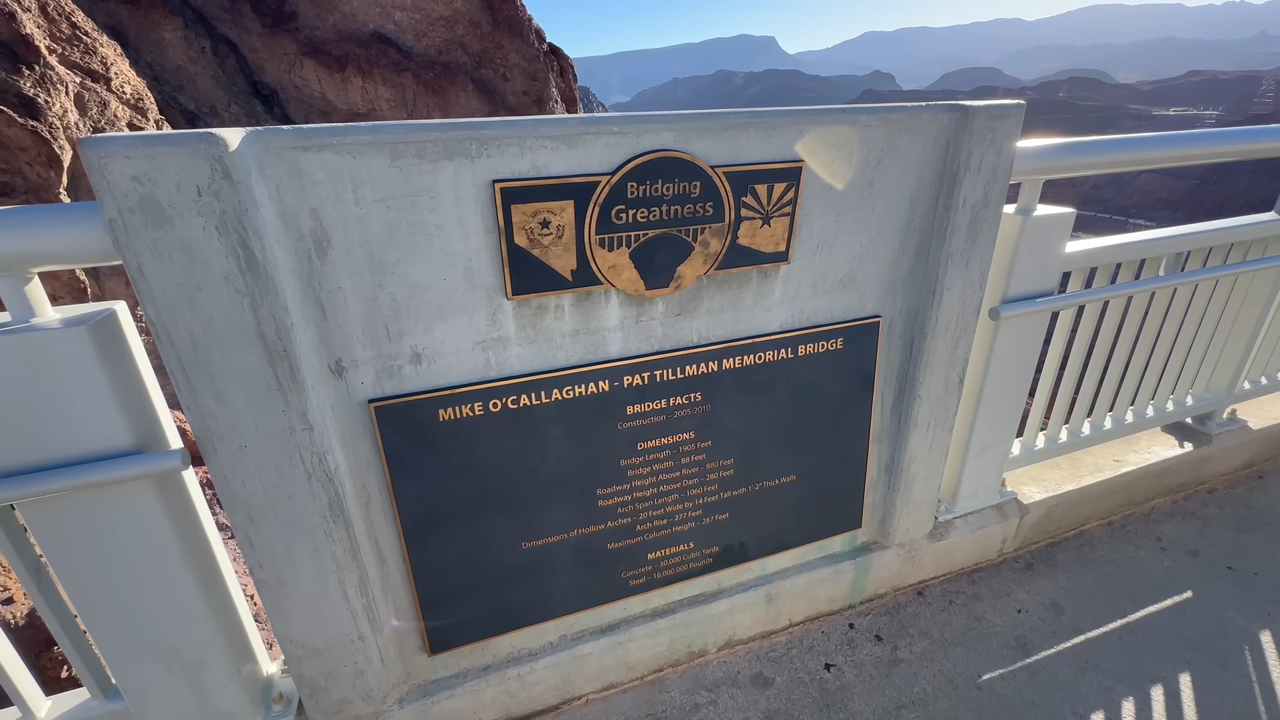 Bridging
Greatness
MIKE O'CALLAGHAN - PAT TILLMAN MEMORIAL BRIDGE
BRIDGE FACTS
Construction – 2005-2010
DIMENSIONS
Bridge Length – 1905 Feet
Bridge Width – 88 Feet
Roadway Height Above River – 880 Feet
Roadway Height Above Dam – 280 Feet
Arch Span Length – 1060 Feet
Dimensions of Hollow Arches – 20 Feet Wide by 14 Feet Tall with 1'-2" Thick Walls
Arch Rise – 277 Feet
Maximum Column Height – 287 Feet
MATERIALS
Concrete – 30,000 Cubic Yards
Steel – 16,000,000 Pounds